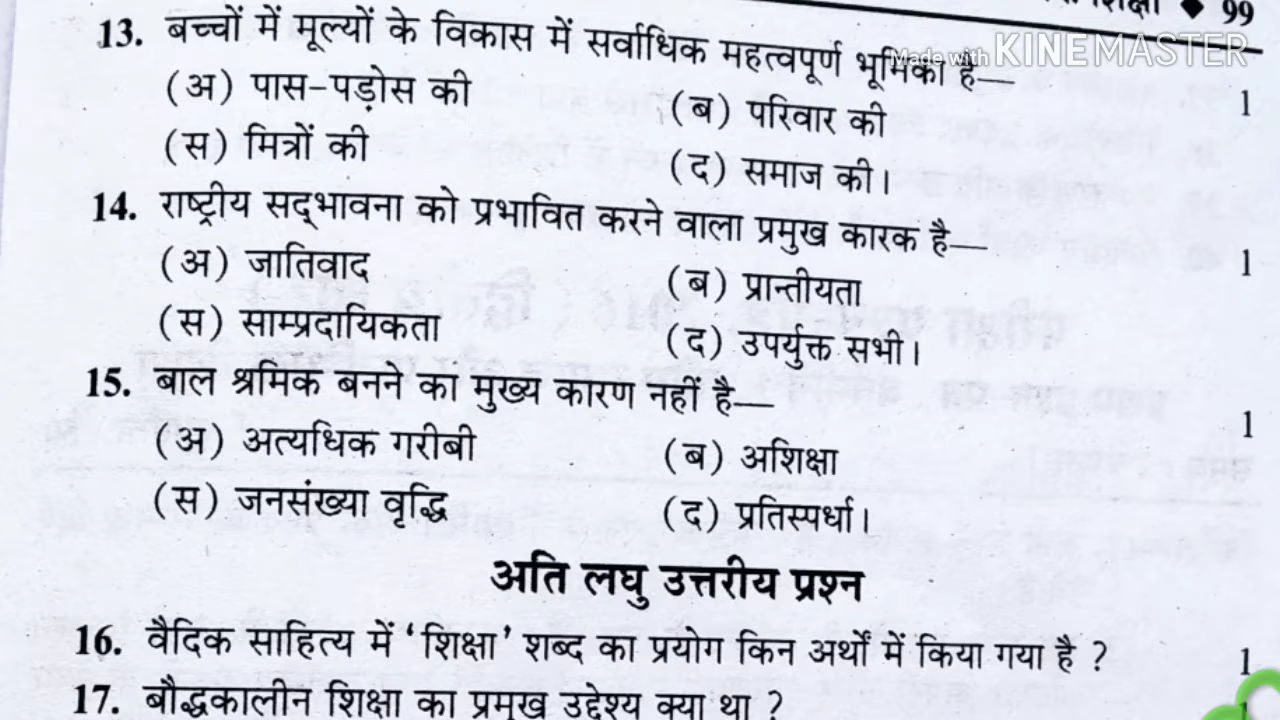 शिक्षा ◆ 99
Made with KINEMASTER
13. बच्चों में मूल्यों के विकास में सर्वाधिक महत्वपूर्ण भूमिका है— 1
(अ) पास-पड़ोस की (ब) परिवार की
(स) मित्रों की (द) समाज की।
14. राष्ट्रीय सद्भावना को प्रभावित करने वाला प्रमुख कारक है— 1
(अ) जातिवाद (ब) प्रान्तीयता
(स) साम्प्रदायिकता (द) उपर्युक्त सभी।
15. बाल श्रमिक बनने का मुख्य कारण नहीं है— 1
(अ) अत्यधिक गरीबी (ब) अशिक्षा
(स) जनसंख्या वृद्धि (द) प्रतिस्पर्धा।
अति लघु उत्तरीय प्रश्न
16. वैदिक साहित्य में ‘शिक्षा’ शब्द का प्रयोग किन अर्थों में किया गया है ? 1
17. बौद्धकालीन शिक्षा का प्रमुख उद्देश्य क्या था ? 1